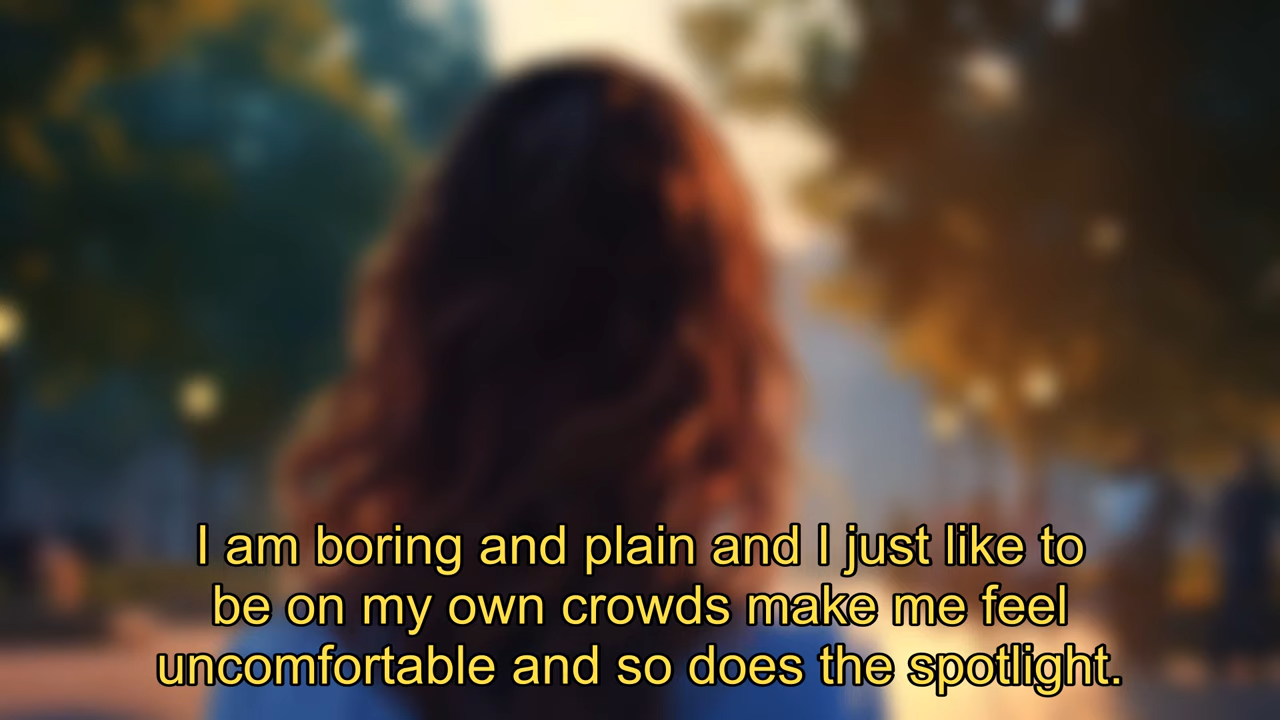 I am boring and plain and I just like to
be on my own crowds make me feel
uncomfortable and so does the spotlight.